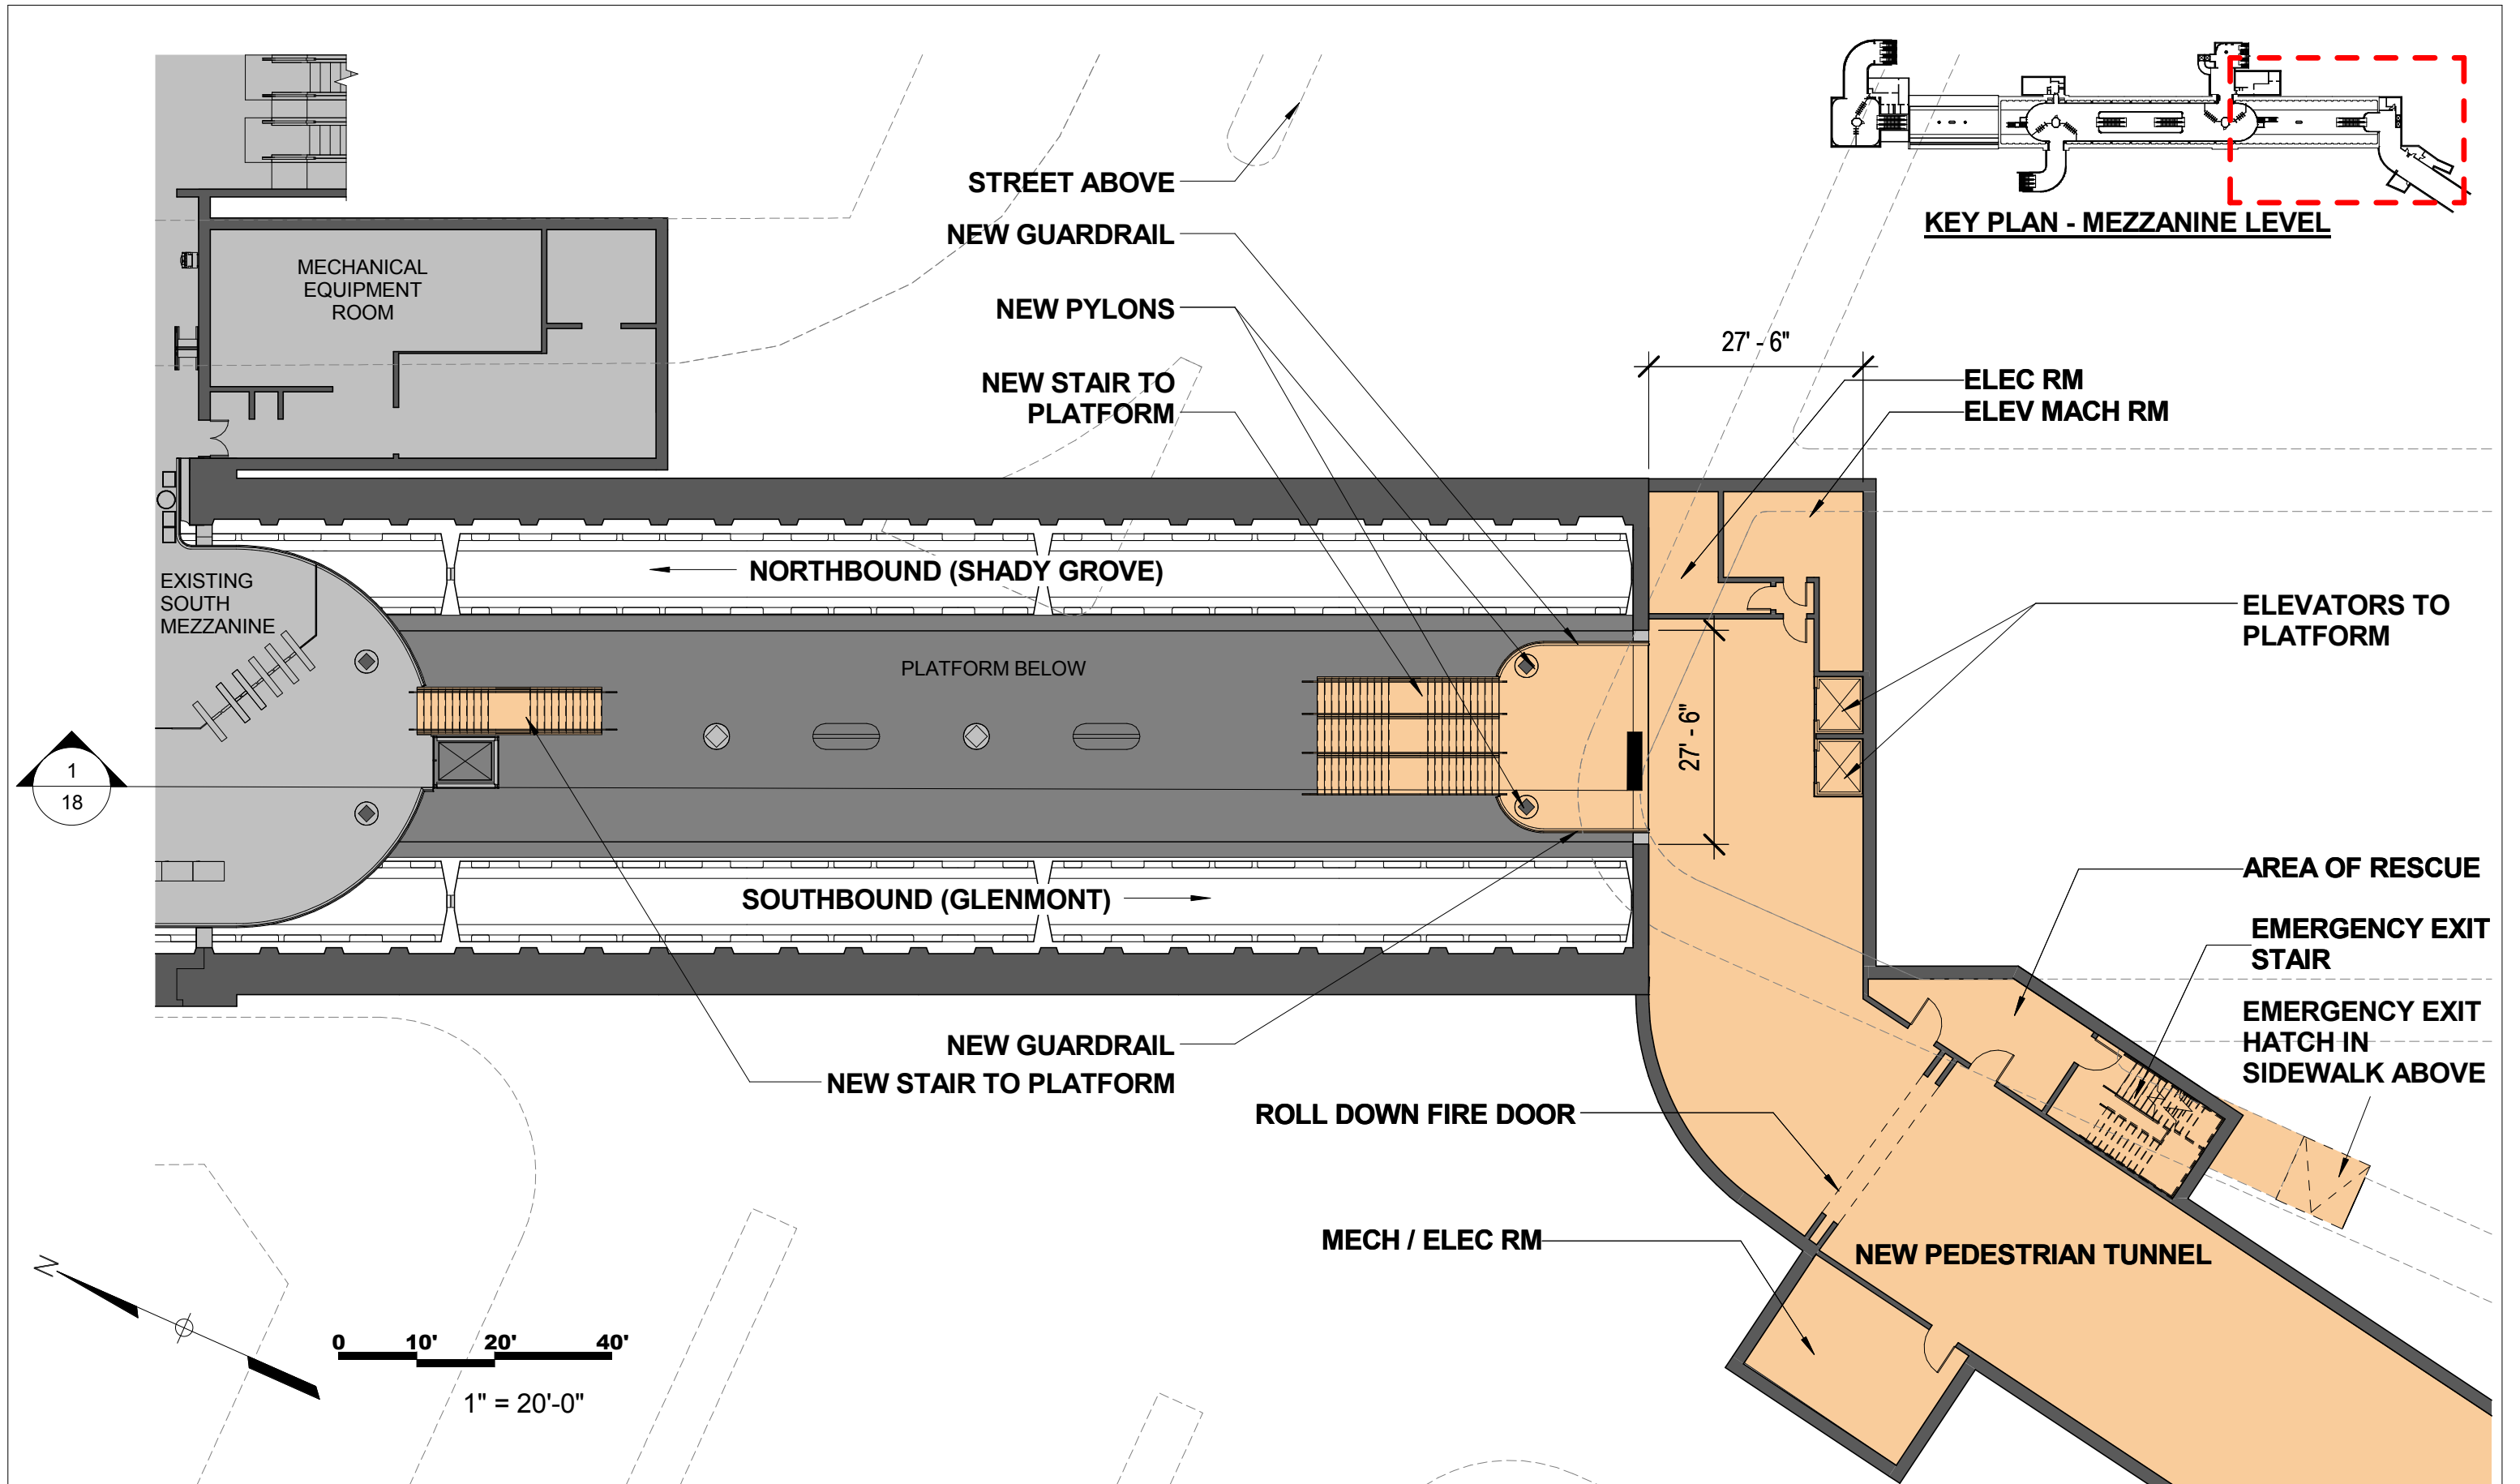 STREET ABOVE
NEW GUARDRAIL
NEW PYLONS
NEW STAIR TO
PLATFORM
MECHANICAL
EQUIPMENT
ROOM
KEY PLAN - MEZZANINE LEVEL
27' - 6"
ELEC RM
ELEV MACH RM
NORTHBOUND (SHADY GROVE)
EXISTING
SOUTH
MEZZANINE
PLATFORM BELOW
ELEVATORS TO
PLATFORM
27' - 6"
1
18
SOUTHBOUND (GLENMONT)
AREA OF RESCUE
EMERGENCY EXIT
STAIR
EMERGENCY EXIT
HATCH IN
SIDEWALK ABOVE
NEW GUARDRAIL
NEW STAIR TO PLATFORM
ROLL DOWN FIRE DOOR
MECH / ELEC RM
NEW PEDESTRIAN TUNNEL
N
0 10' 20' 40'
1" = 20'-0"